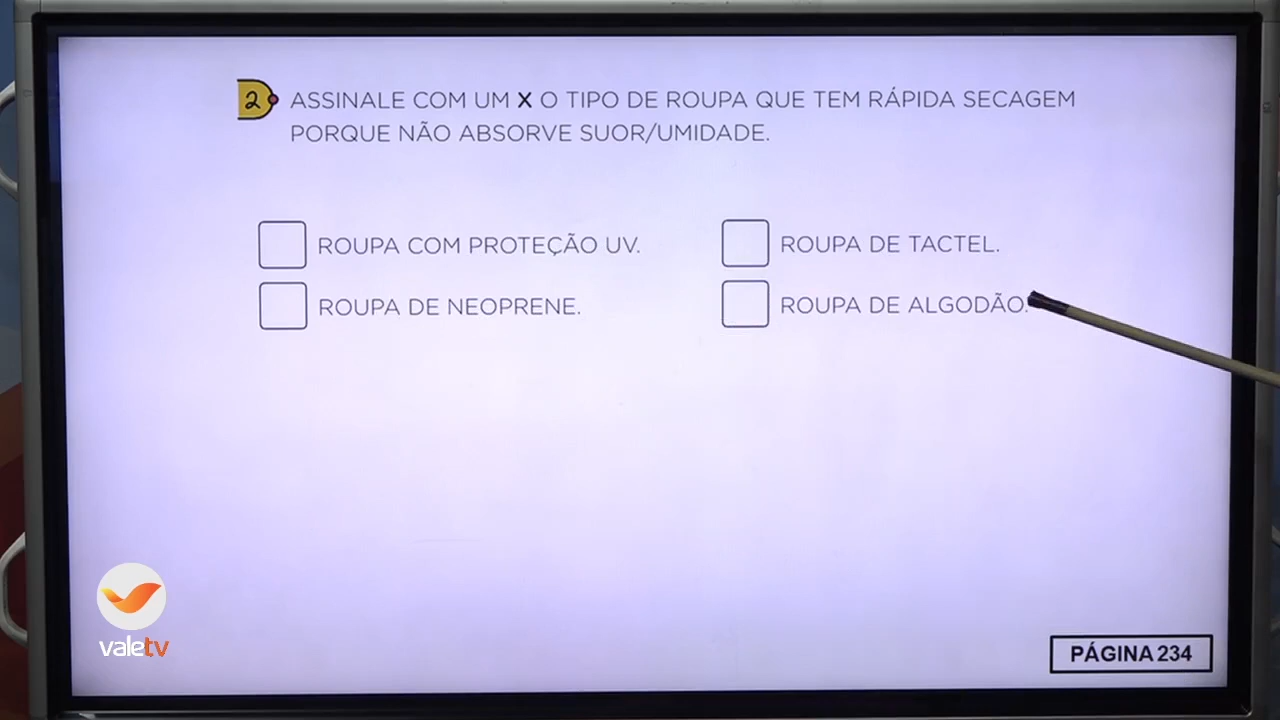 2 ASSINALE COM UM X O TIPO DE ROUPA QUE TEM RÁPIDA SECAGEM
PORQUE NÃO ABSORVE SUOR/UMIDADE.
ROUPA COM PROTEÇÃO UV.
ROUPA DE TACTEL.
ROUPA DE NEOPRENE.
ROUPA DE ALGODÃO.
valetv
PÁGINA 234